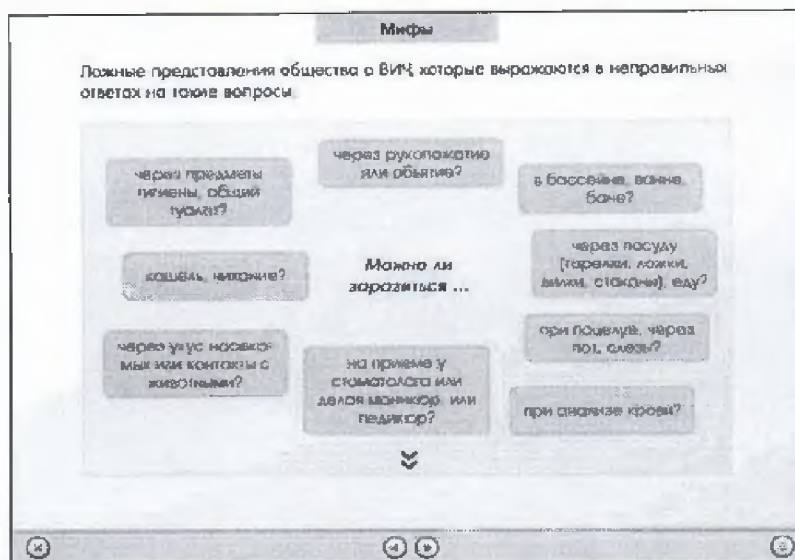 Мифы
Ложные представления общества о ВИЧ, которые выражаются в неправильных
ответах на такие вопросы:
через предметы
гигиены, общий
туалет?
через рукопожатие
или объятие?
в бассейне, ванне,
бане?
кашель, чихание?
Можно ли
заразиться ...
через посуду
(тарелки, ложки,
вилки, стаканы), еду?
через укус насеко-
мых или контакты с
животными?
на приеме у
стоматолога или
делая маникюр, или
педикюр?
при поцелуе, через
пот, слезы?
при анализе крови?